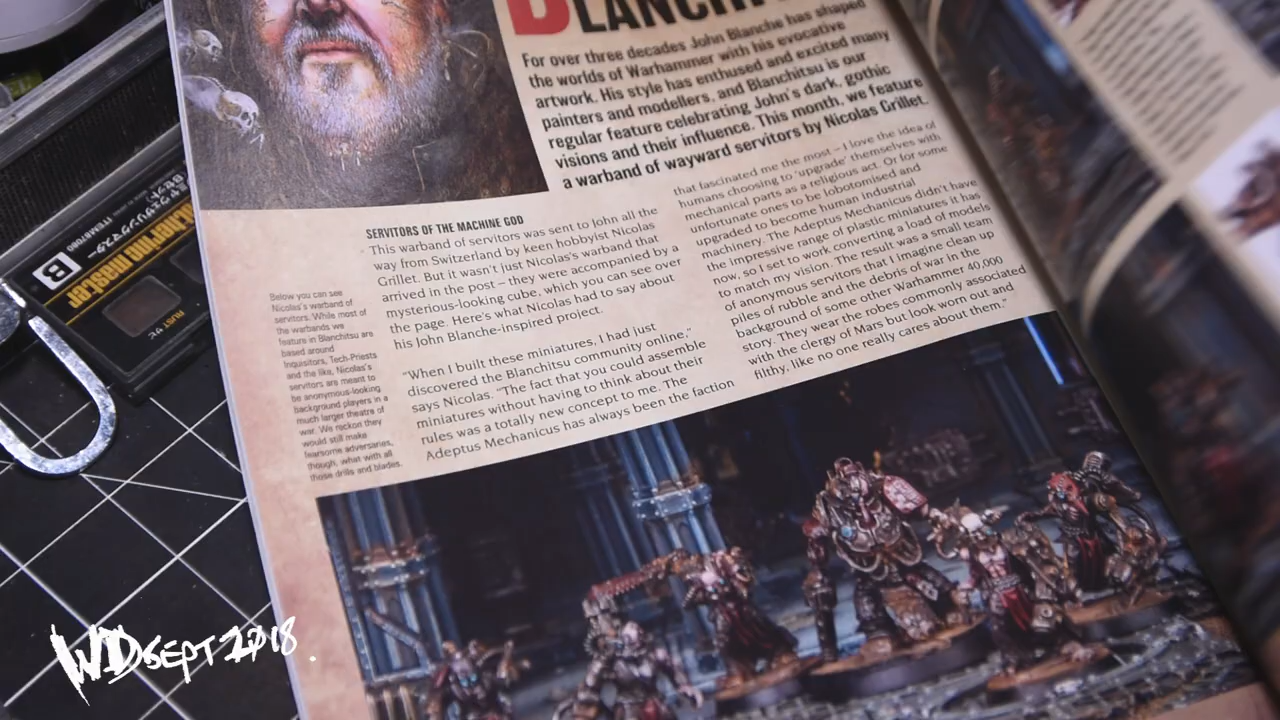 BLANCHI
For over three decades John Blanche has shaped
the worlds of Warhammer with his evocative
artwork. His style has enthused and excited many
painters and modellers, and Blanchitsu is our
regular feature celebrating John's dark, gothic
visions and their influence. This month, we feature
a warband of wayward servitors by Nicolas Grillet.
SERVITORS OF THE MACHINE GOD
This warband of servitors was sent to John all the
way from Switzerland by keen hobbyist Nicolas
Grillet. But it wasn't just Nicolas's warband that
arrived in the post – they were accompanied by a
mysterious-looking cube, which you can see over
the page. Here's what Nicolas had to say about
his John Blanche-inspired project.
"When I built these miniatures, I had just
discovered the Blanchitsu community online,"
says Nicolas. "The fact that you could assemble
miniatures without having to think about their
rules was a totally new concept to me. The
Adeptus Mechanicus has always been the faction
that fascinated me the most – I love the idea of
humans choosing to 'upgrade' themselves with
mechanical parts as a religious act. Or for some
unfortunate ones to be lobotomised and
upgraded to become human industrial
machinery. The Adeptus Mechanicus didn't have
the impressive range of plastic miniatures it has
now, so I set to work converting a load of models
to match my vision. The result was a small team
of anonymous servitors that I imagine clean up
piles of rubble and the debris of war in the
background of some other Warhammer 40,000
story. They wear the robes commonly associated
with the clergy of Mars but look worn out and
filthy, like no one really cares about them."
Below you can see
Nicolas's warband of
servitors. While most of
the warbands we
feature in Blanchitsu are
based around
Inquisitors, Tech-Priests
and the like, Nicolas's
servitors are meant to
be anonymous-looking
background players in a
much larger theatre of
war. We reckon they
would still make
fearsome adversaries,
though, what with all
those drills and blades.
B
ITEM87080
WD SEPT 2018.